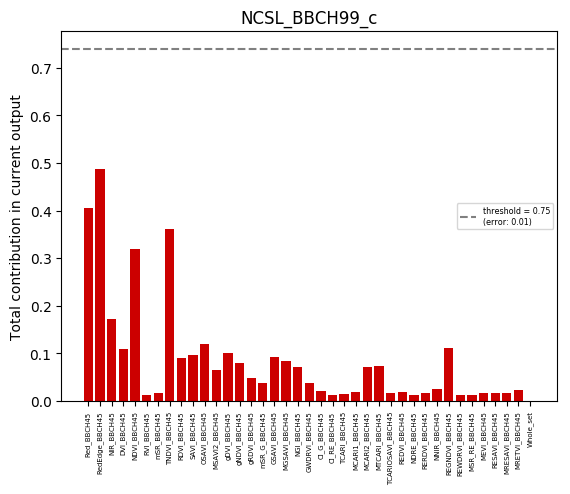 NCSL_BBCH99_c
Total contribution in current output
0.7
0.6
0.5
0.4
0.3
0.2
0.1
0.0
threshold = 0.75
(error: 0.01)
Red_BBCH45
RedEdge_BBCH45
NIR_BBCH45
DVI_BBCH45
NDVI_BBCH45
RVI_BBCH45
mSR_BBCH45
TNDVI_BBCH45
RDVI_BBCH45
SAVI_BBCH45
OSAVI_BBCH45
MSAVI2_BBCH45
gDVI_BBCH45
gNDVI_BBCH45
gRDVI_BBCH45
mSR_G_BBCH45
GSAVI_BBCH45
MGSAVI_BBCH45
NGI_BBCH45
GWDRVI_BBCH45
CI_G_BBCH45
CI_RE_BBCH45
TCARI_BBCH45
MCARI1_BBCH45
MCARI2_BBCH45
MTCARI_BBCH45
TCARIOSAVI_BBCH45
REDVI_BBCH45
NDRE_BBCH45
RERDVI_BBCH45
NNIR_BBCH45
REGNDVI_BBCH45
REWDRVI_BBCH45
MSR_RE_BBCH45
MEVI_BBCH45
RESAVI_BBCH45
MRESAVI_BBCH45
MRETVI_BBCH45
Whole_set